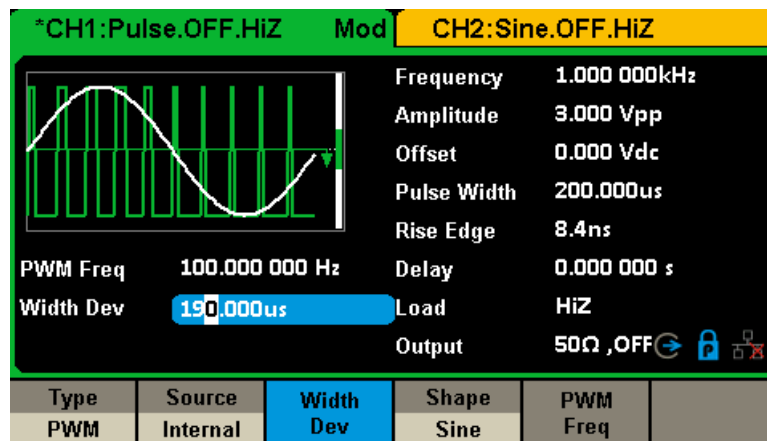 *CH1:Pulse.OFF.HiZ Mod
CH2:Sine.OFF.HiZ
Frequency 1.000 000kHz
Amplitude 3.000 Vpp
Offset 0.000 Vdc
Pulse Width 200.000us
Rise Edge 8.4ns
PWM Freq 100.000 000 Hz
Delay 0.000 000 s
Width Dev 190.000us
Load HiZ
Output 50Ω ,OFF P
Type Source Width Dev Shape PWM Freq
PWM Internal Sine